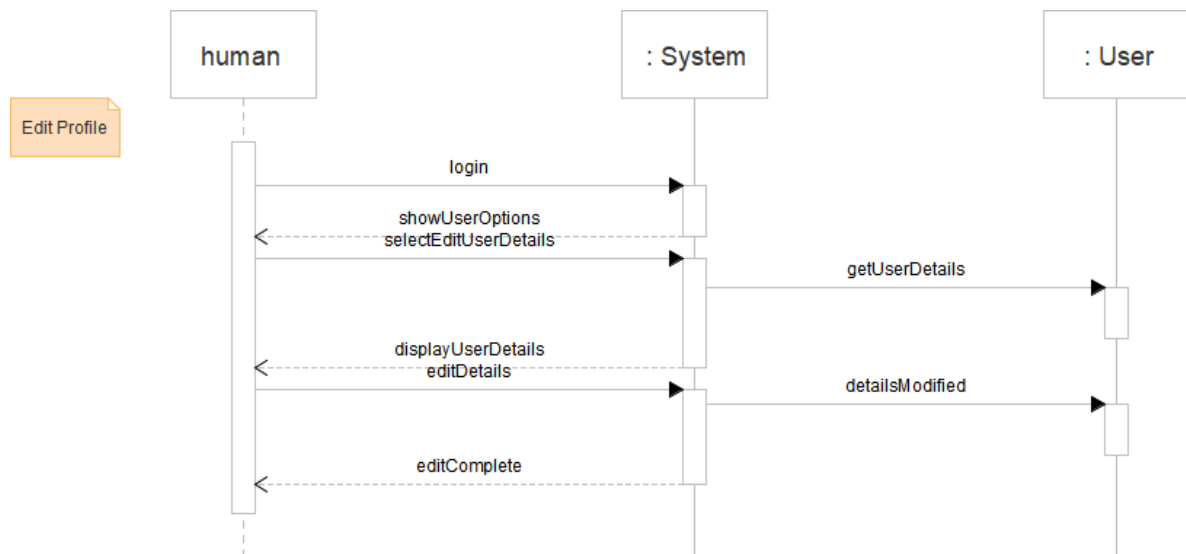 human
: System
: User
Edit Profile
login
showUserOptions
selectEditUserDetails
getUserDetails
displayUserDetails
editDetails
detailsModified
editComplete